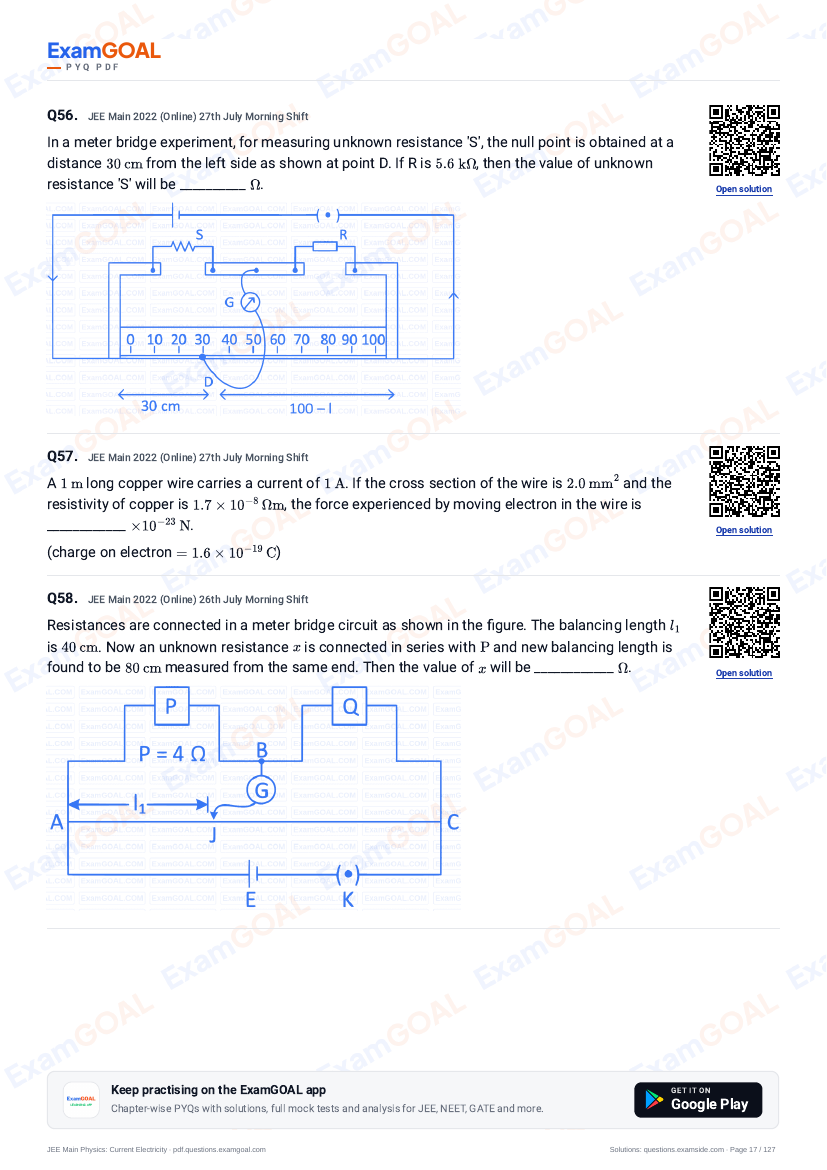 ExamGOAL
PYQ PDF
Q56. JEE Main 2022 (Online) 27th July Morning Shift
In a meter bridge experiment, for measuring unknown resistance 'S', the null point is obtained at a
distance 30 cm from the left side as shown at point D. If R is 5.6 kΩ, then the value of unknown
resistance 'S' will be __________ Ω.
Open solution
S
R
G
0 10 20 30 40 50 60 70 80 90 100
D
30 cm
100 – l
Q57. JEE Main 2022 (Online) 27th July Morning Shift
A 1 m long copper wire carries a current of 1 A. If the cross section of the wire is 2.0 mm² and the
resistivity of copper is 1.7 × 10⁻⁸ Ωm, the force experienced by moving electron in the wire is
____________ ×10⁻²³ N.
(charge on electron = 1.6 × 10⁻¹⁹ C)
Open solution
Q58. JEE Main 2022 (Online) 26th July Morning Shift
Resistances are connected in a meter bridge circuit as shown in the figure. The balancing length l₁
is 40 cm. Now an unknown resistance x is connected in series with P and new balancing length is
found to be 80 cm measured from the same end. Then the value of x will be ____________ Ω.
Open solution
P
Q
P = 4 Ω
B
G
l₁
A
C
J
E
K
Keep practising on the ExamGOAL app
Chapter-wise PYQs with solutions, full mock tests and analysis for JEE, NEET, GATE and more.
GET IT ON
Google Play
JEE Main Physics: Current Electricity · pdf.questions.examgoal.com
Solutions: questions.examside.com · Page 17 / 127